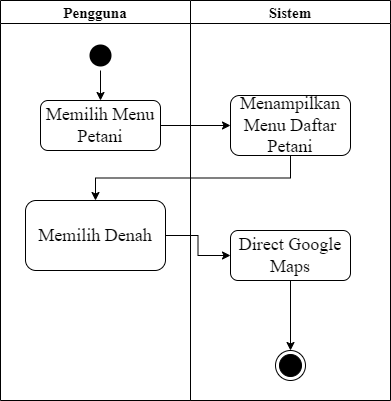 Pengguna
Sistem
Memilih Menu
Petani
Menampilkan
Menu Daftar
Petani
Memilih Denah
Direct Google
Maps